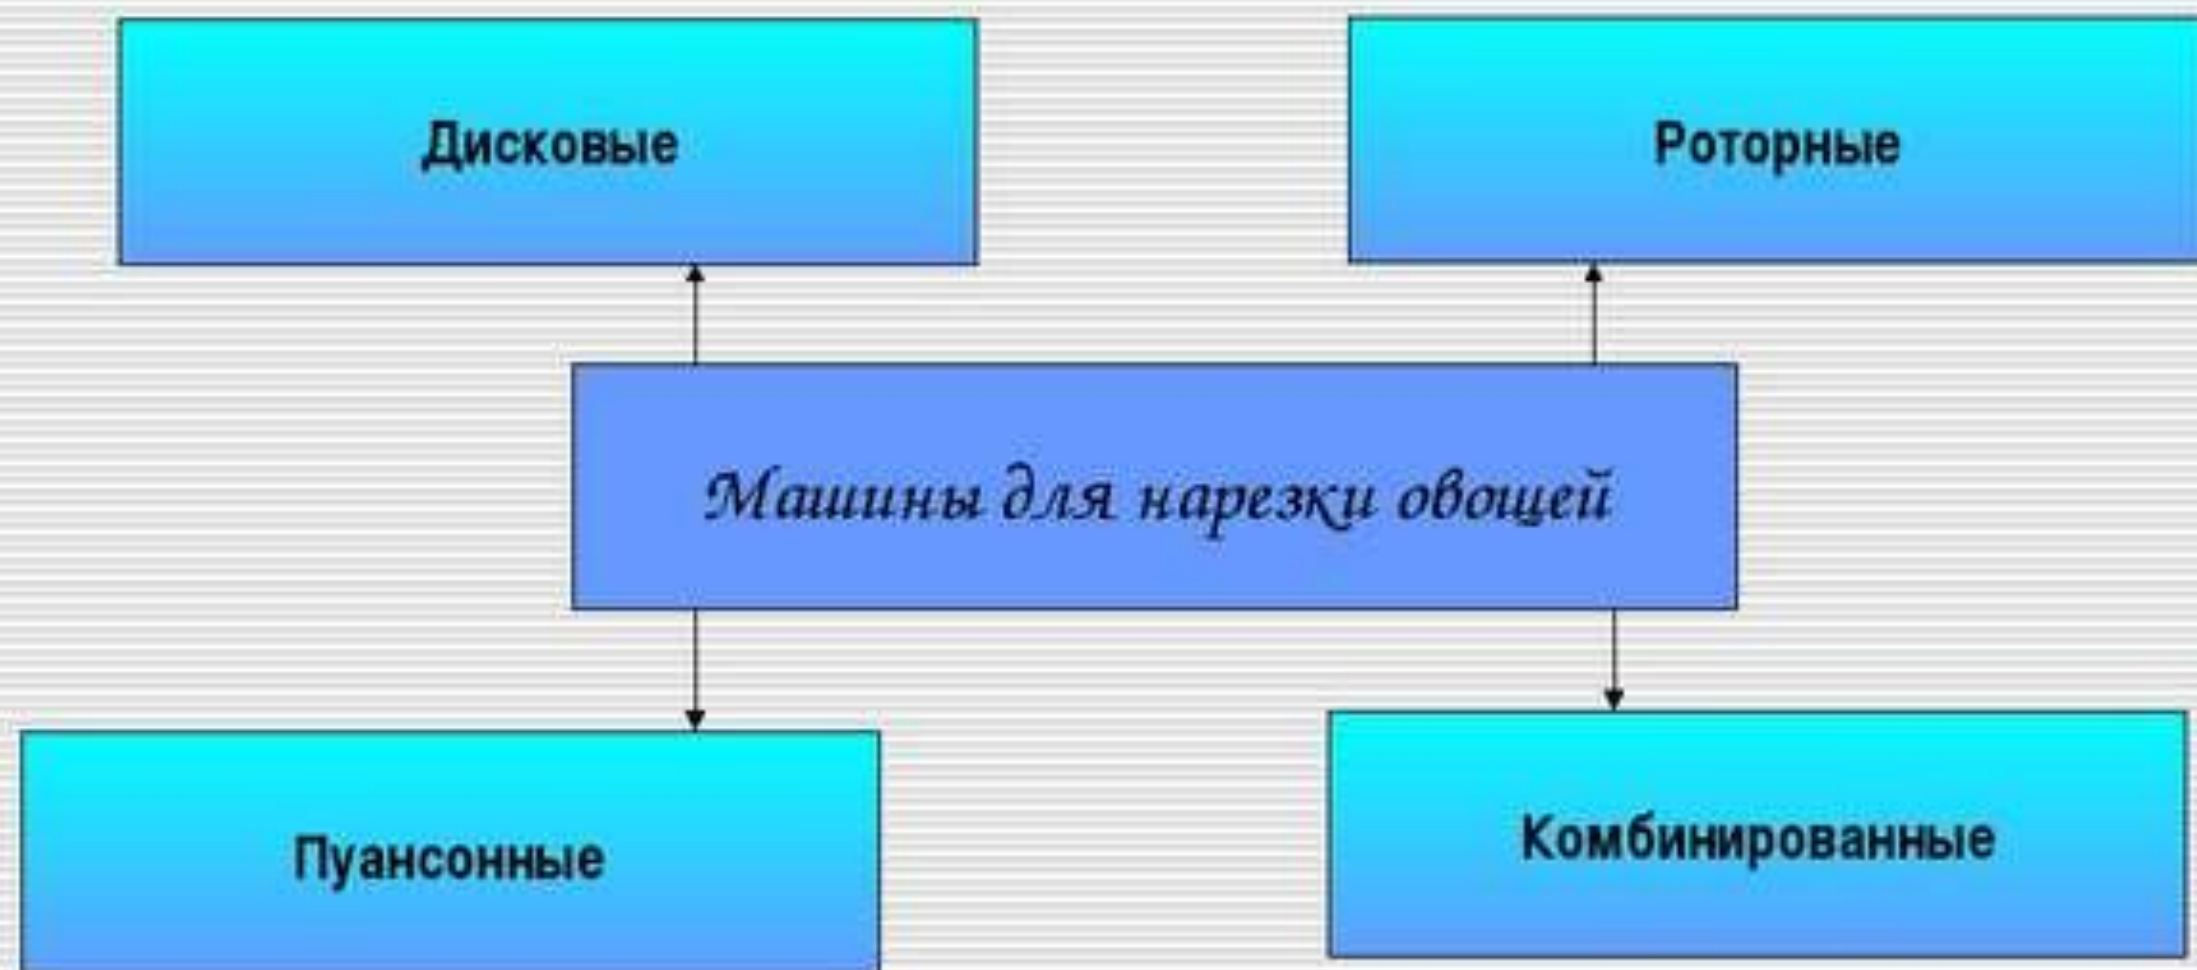 Дисковые
Роторные
Машины для нарезки овощей
Пуансонные
Комбинированные